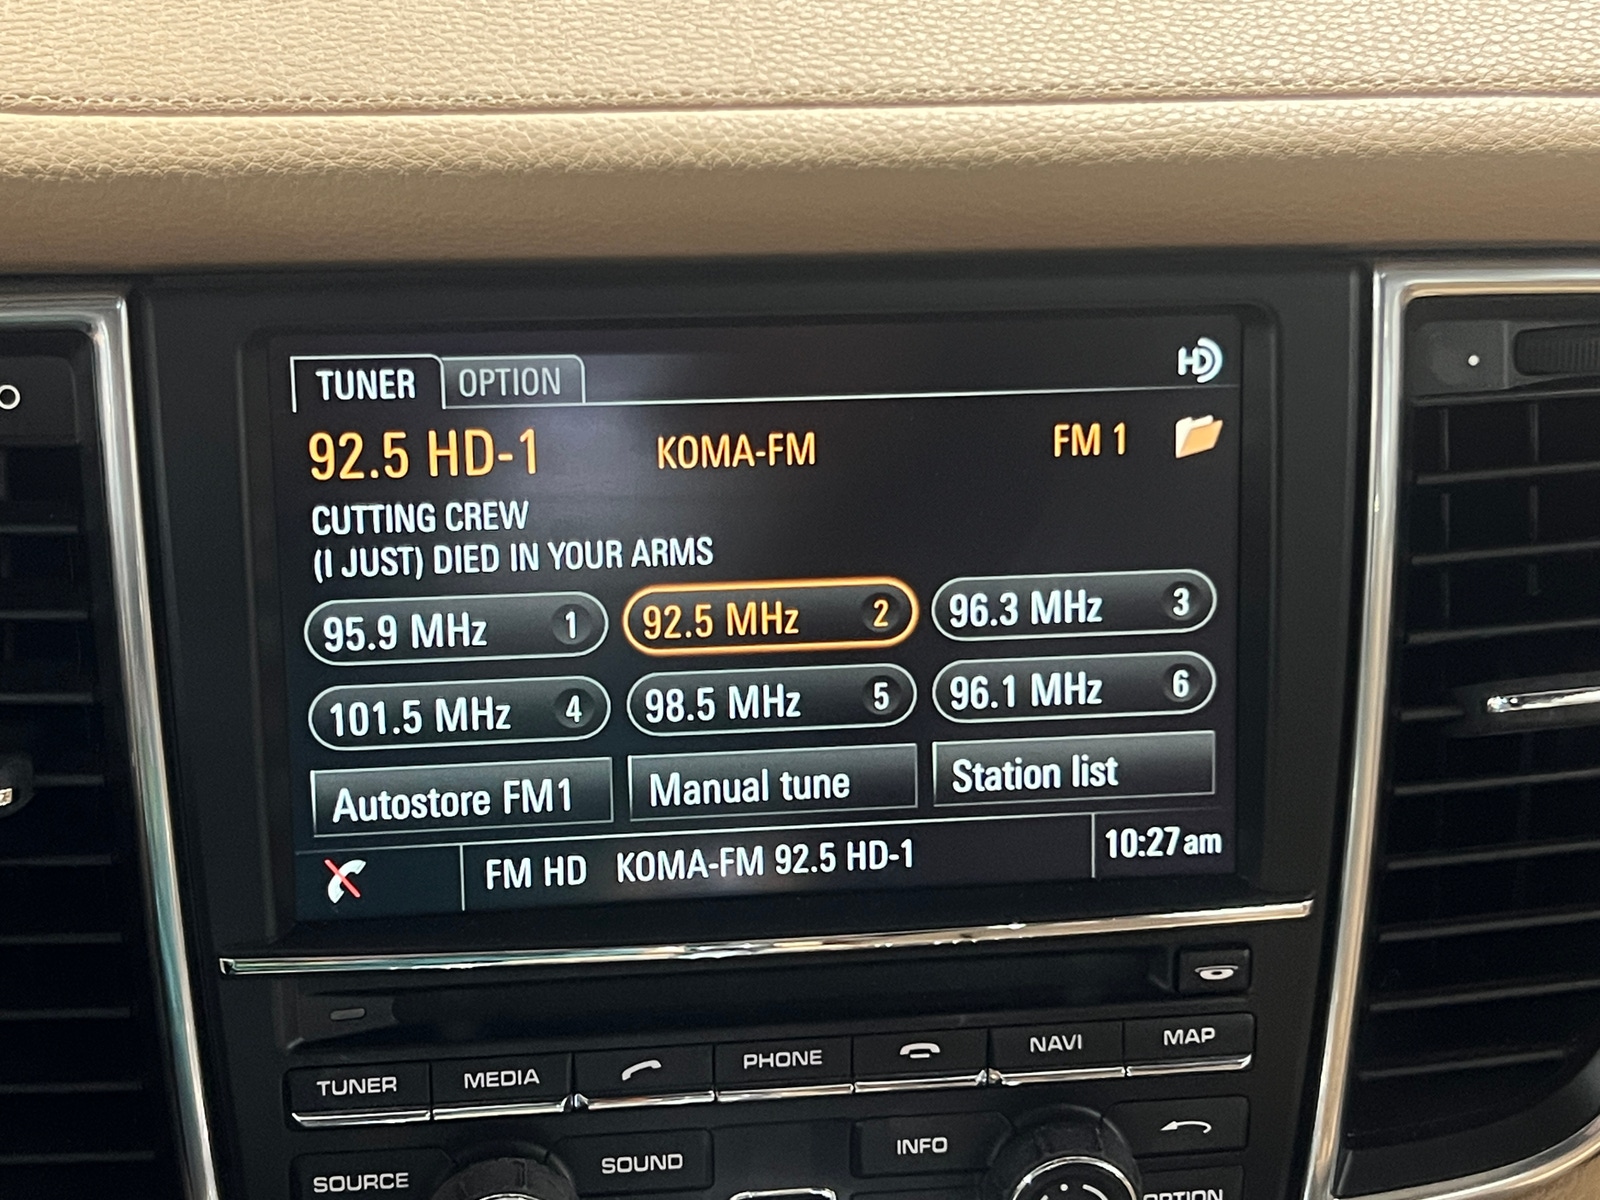 TUNER OPTION HD
92.5 HD-1 KOMA-FM FM 1
CUTTING CREW
(I JUST) DIED IN YOUR ARMS
95.9 MHz 1 92.5 MHz 2 96.3 MHz 3
101.5 MHz 4 98.5 MHz 5 96.1 MHz 6
Autostore FM1 Manual tune Station list
FM HD KOMA-FM 92.5 HD-1 10:27 am
TUNER MEDIA PHONE NAVI MAP
SOURCE SOUND INFO OPTION